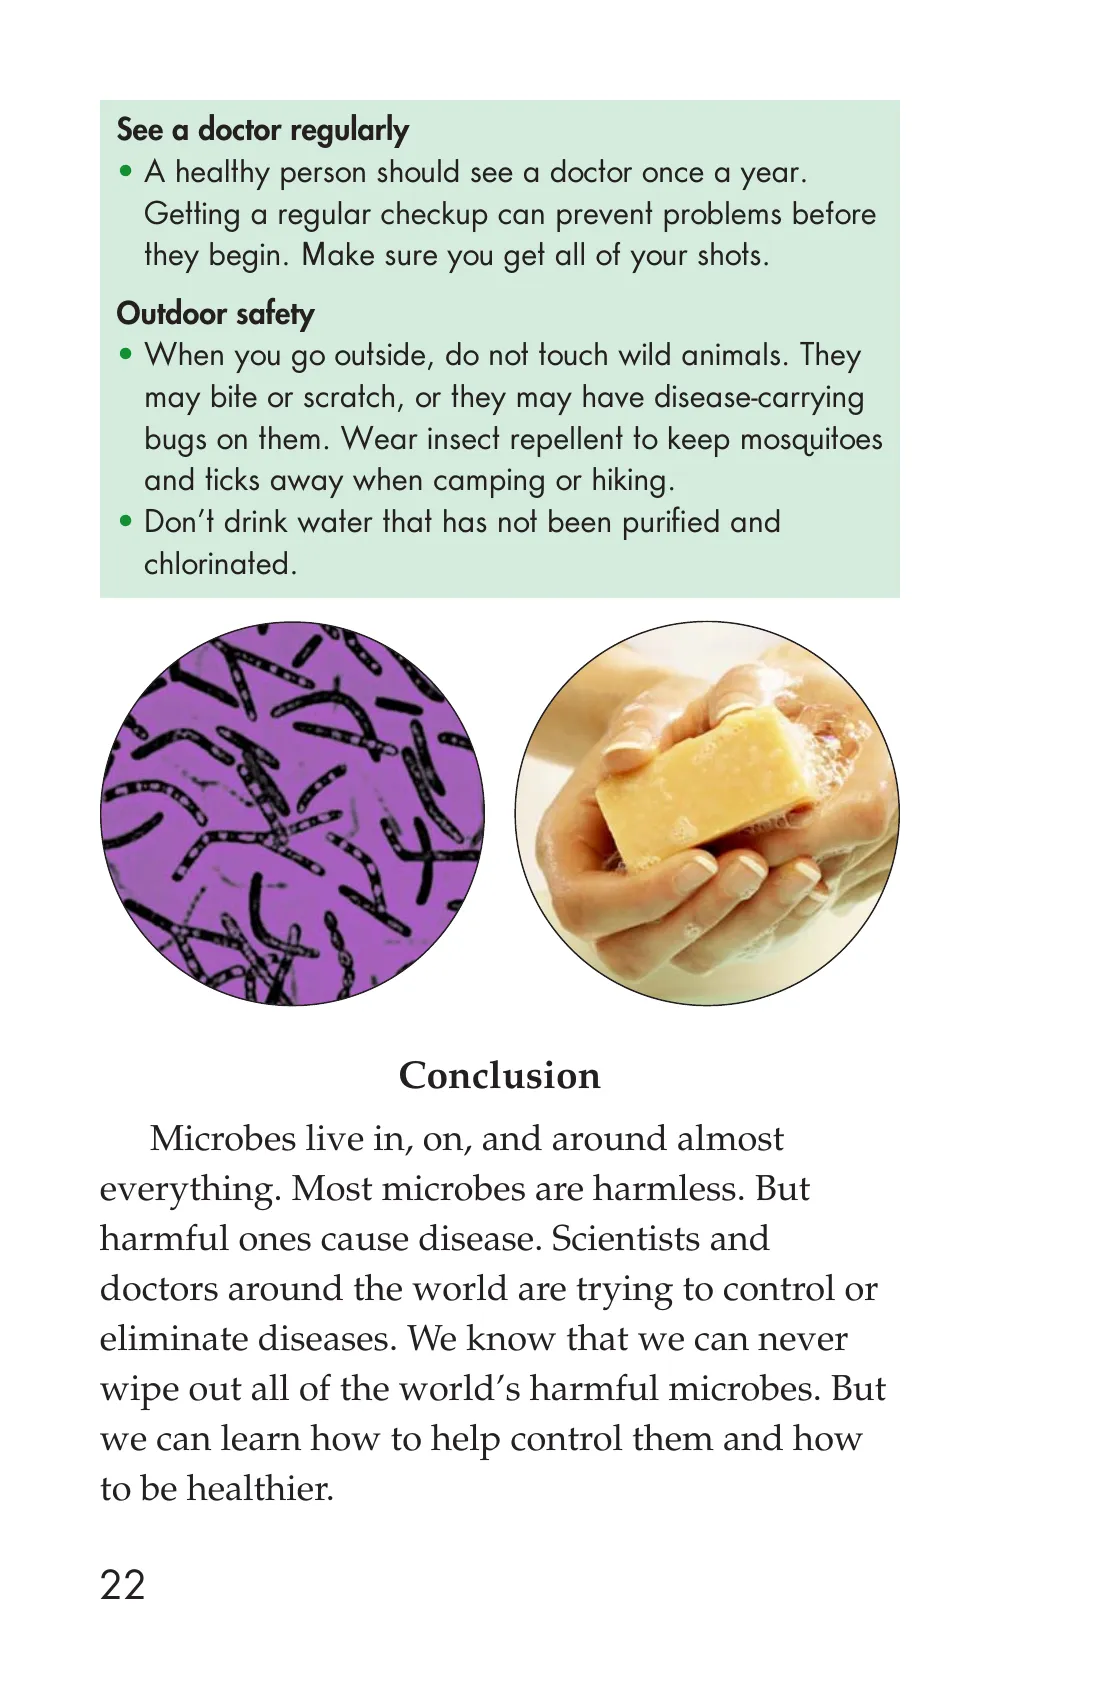 See a doctor regularly
• A healthy person should see a doctor once a year.
Getting a regular checkup can prevent problems before
they begin. Make sure you get all of your shots.
Outdoor safety
• When you go outside, do not touch wild animals. They
may bite or scratch, or they may have disease-carrying
bugs on them. Wear insect repellent to keep mosquitoes
and ticks away when camping or hiking.
• Don’t drink water that has not been purified and
chlorinated.
Conclusion
Microbes live in, on, and around almost
everything. Most microbes are harmless. But
harmful ones cause disease. Scientists and
doctors around the world are trying to control or
eliminate diseases. We know that we can never
wipe out all of the world’s harmful microbes. But
we can learn how to help control them and how
to be healthier.
22